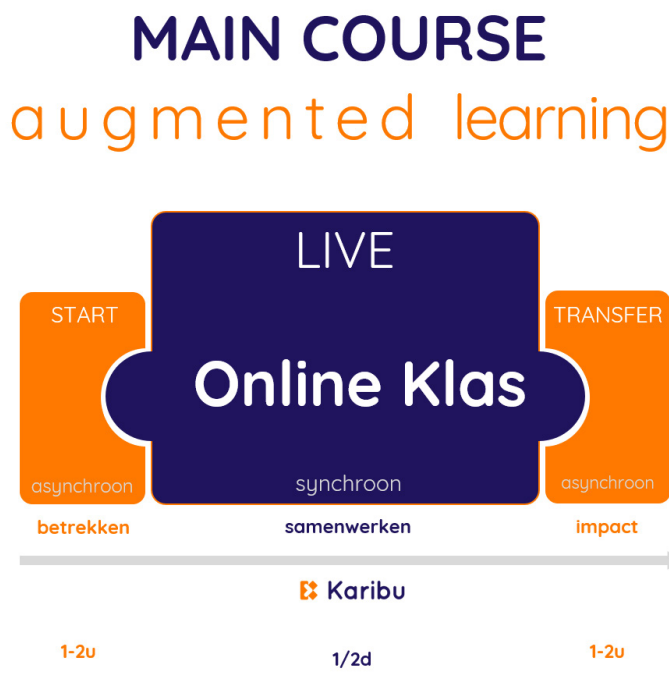 MAIN COURSE
augmented learning
LIVE
START
TRANSFER
Online Klas
asynchroon
synchroon
asynchroon
betrekken
samenwerken
impact
Karibu
1-2u
1/2d
1-2u